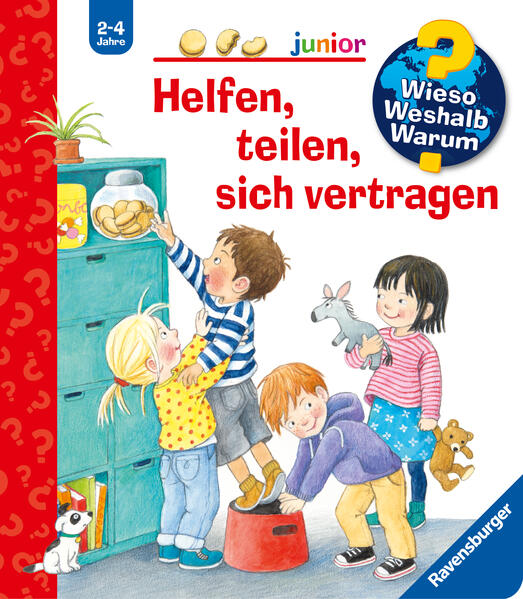 2-4
Jahre
junior
?
Wieso
Weshalb
Warum
Helfen,
teilen,
sich vertragen
Ravensburger